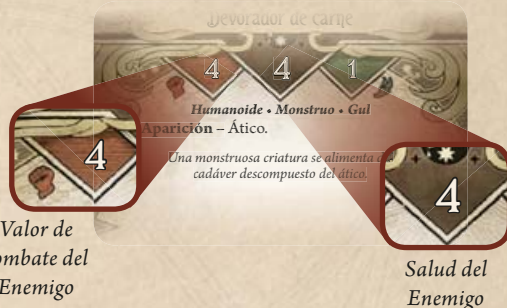 Devorador de carne
4 4 1
Humanoide • Monstruo • Gul
Aparición – Ático.
Una monstruosa criatura se alimenta
cadáver descompuesto del ático.
4
4
Valor de
ombate del
Enemigo
Salud del
Enemigo